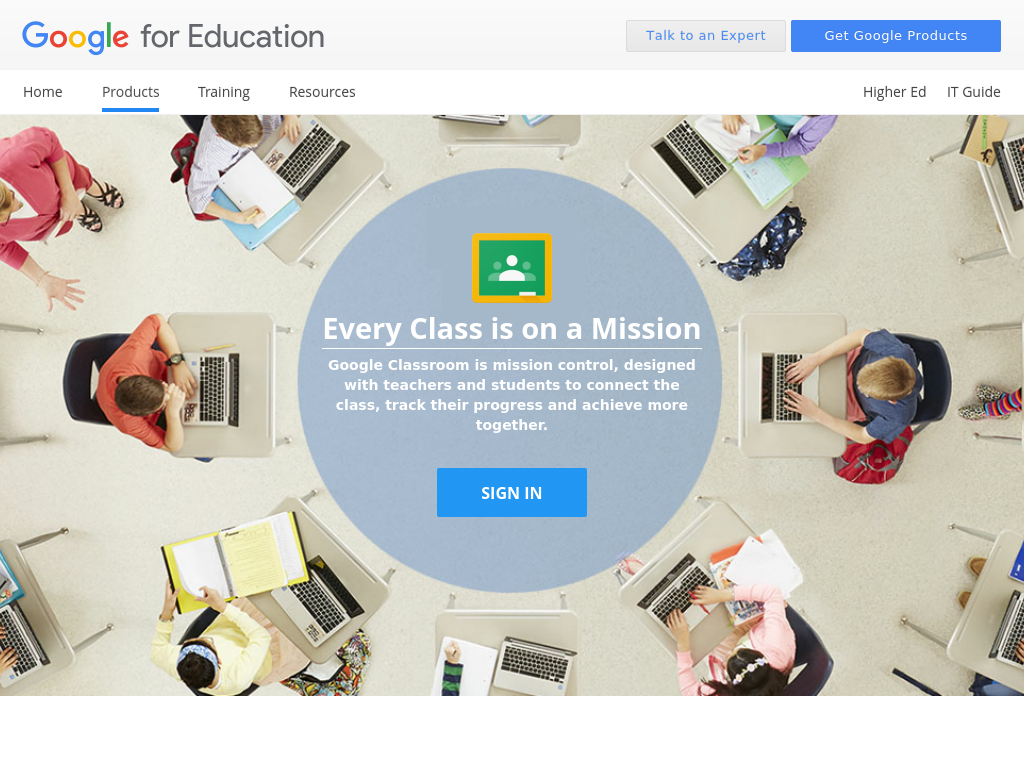 Google for Education
Talk to an Expert
Get Google Products
Home
Products
Training
Resources
Higher Ed
IT Guide
Every Class is on a Mission
Google Classroom is mission control, designed
with teachers and students to connect the
class, track their progress and achieve more
together.
SIGN IN